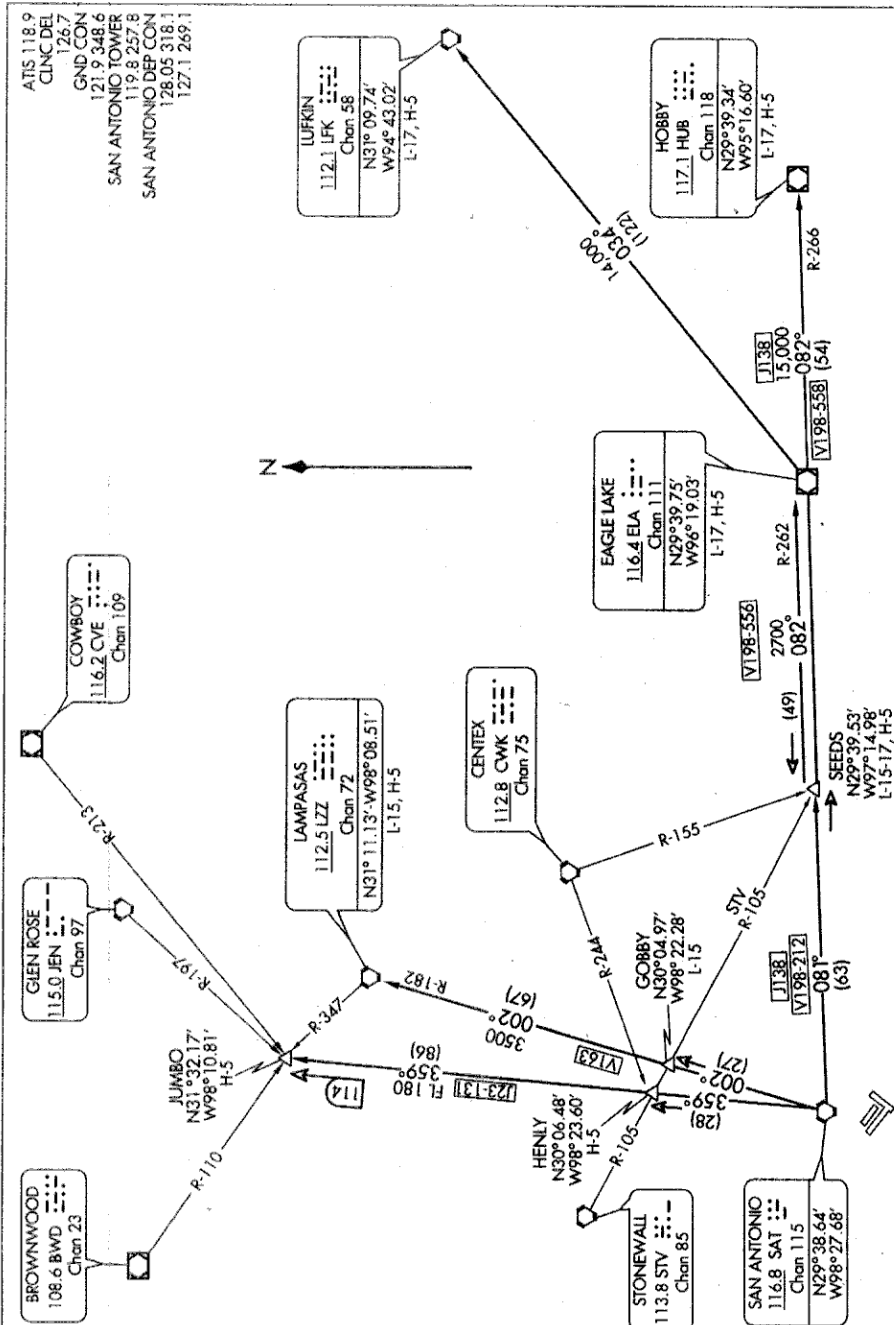 ATIS 118.9
CLNC DEL
126.7
GND CON
121.9 348.6
SAN ANTONIO TOWER
119.8 257.8
SAN ANTONIO DEP CON
128.05 318.1
127.1 269.1
BROWNWOOD
108.6 BWD
Chan 23
GLEN ROSE
115.0 JEN
Chan 97
COWBOY
116.2 CVE
Chan 109
R-110
R-197
R-213
JUMBO
N31°32.17'
W98°10.81'
H-5
R-347
LAMPASAS
112.5 LZZ
Chan 72
N31°11.13'-W98°08.51'
L-15, H-5
LUFKIN
112.1 LFK
Chan 58
N31°09.74'
W94°43.02'
L-17, H-5
N
114
FL 180
359°
(86)
J23-131
R-182
3500
002°
(67)
V163
CENTEX
112.8 CWK
Chan 75
R-244
R-155
14,000
034°
(122)
HENLY
N30°06.48'
W98°23.60'
H-5
GOBBY
N30°04.97'
W98°22.28'
L-15
STONEWALL
113.8 STV
Chan 85
R-105
STV
R-105
359°
(28)
002°
(27)
EAGLE LAKE
116.4 ELA
Chan 111
N29°39.75'
W96°19.03'
L-17, H-5
HOBBY
117.1 HUB
Chan 118
N29°39.34'
W95°16.60'
L-17, H-5
SAN ANTONIO
116.8 SAT
Chan 115
N29°38.64'
W98°27.68'
J138
V198-212
081°
(63)
SEEDS
N29°39.53'
W97°14.98'
L-15-17, H-5
(49)
V198-556
2700
082°
R-262
J138
15,000
082°
(54)
V198-558
R-266